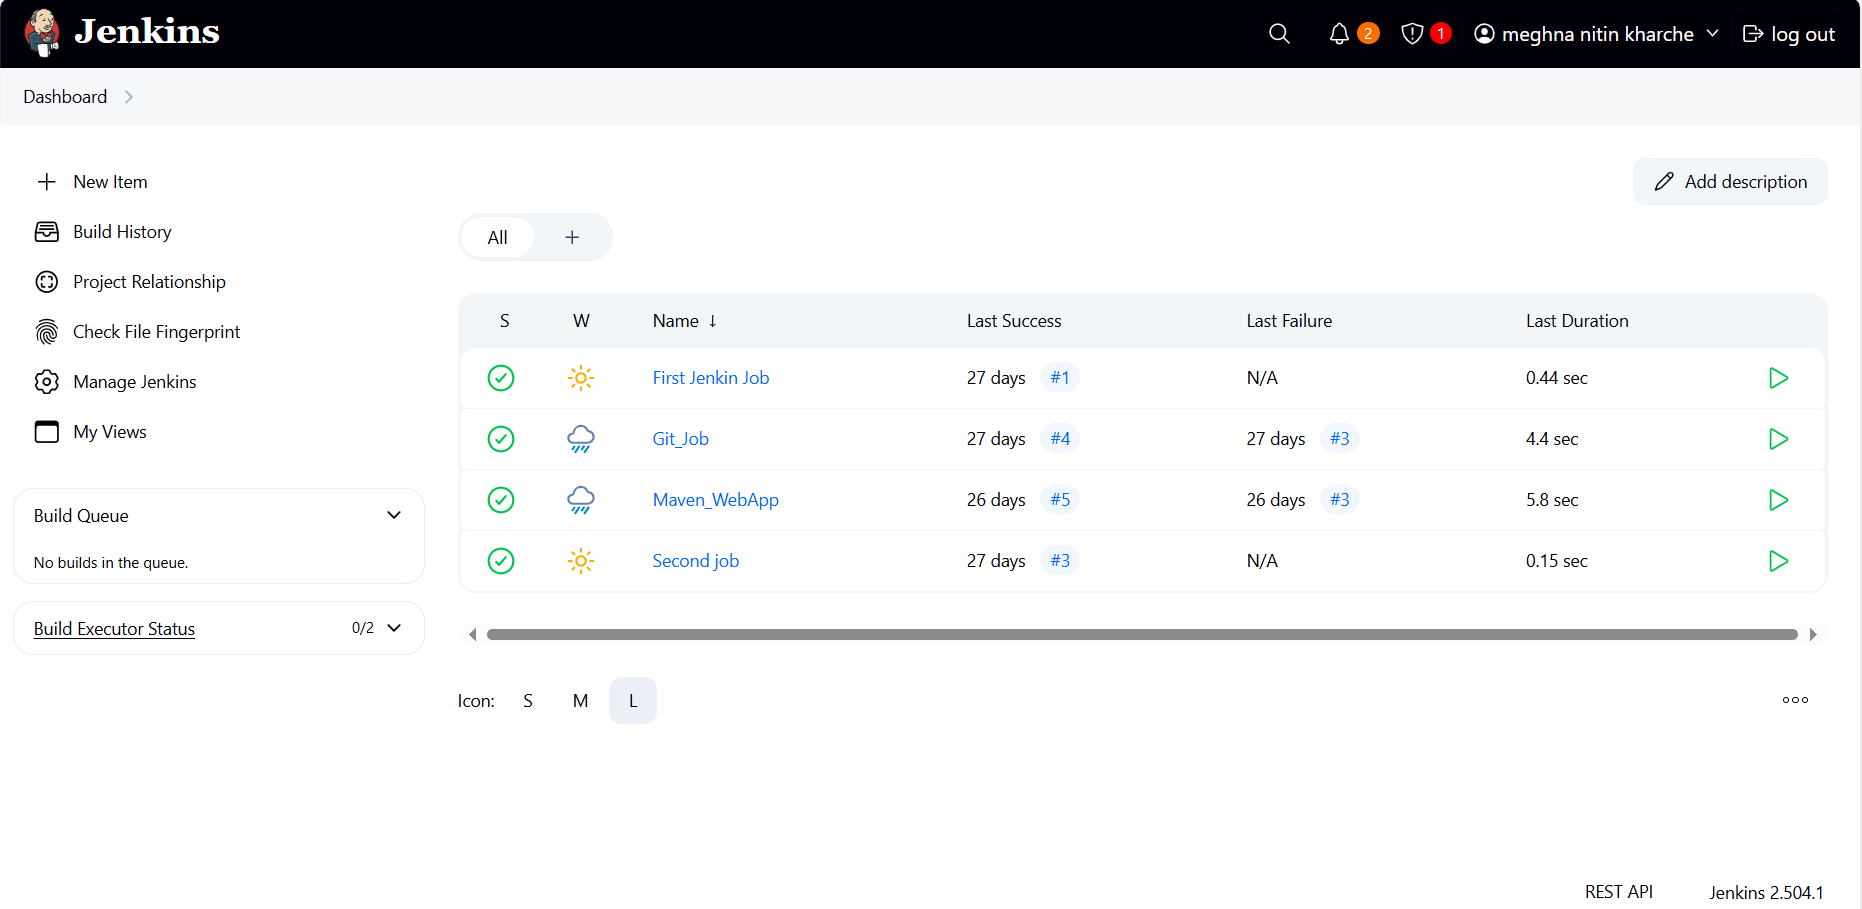 Jenkins
2 1 meghna nitin kharche log out
Dashboard
New Item
Build History
Project Relationship
Check File Fingerprint
Manage Jenkins
My Views
Build Queue
No builds in the queue.
Build Executor Status 0/2
Add description
All +
S W Name ↓ Last Success Last Failure Last Duration
First Jenkin Job 27 days #1 N/A 0.44 sec
Git_Job 27 days #4 27 days #3 4.4 sec
Maven_WebApp 26 days #5 26 days #3 5.8 sec
Second job 27 days #3 N/A 0.15 sec
Icon: S M L
REST API Jenkins 2.504.1